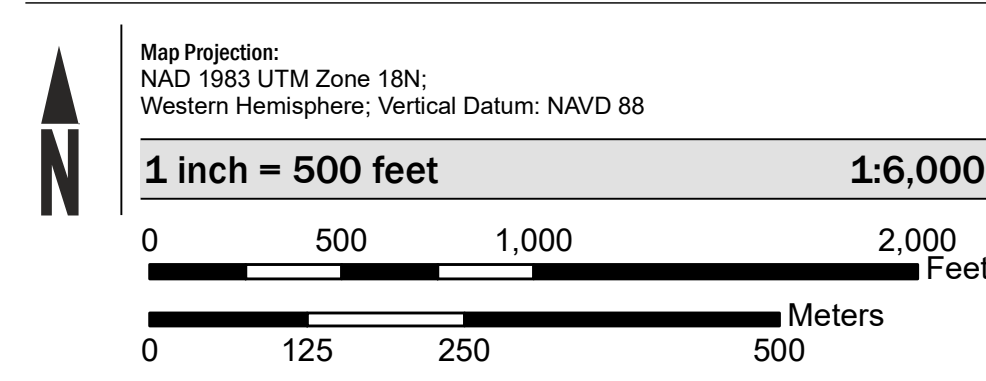 Map Projection:
NAD 1983 UTM Zone 18N;
Western Hemisphere; Vertical Datum: NAVD 88
N
1 inch = 500 feet 1:6,000
0 500 1,000 2,000
Feet
Meters
0 125 250 500